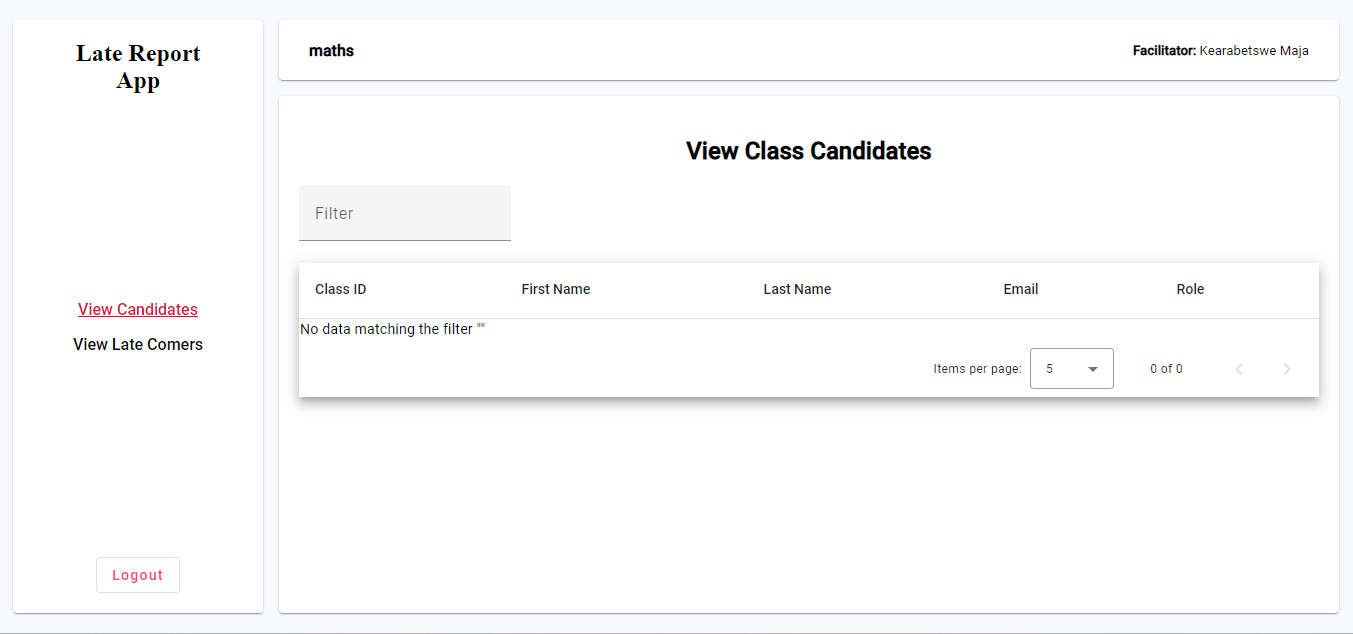 Late Report
App
View Candidates
View Late Comers
Logout
maths
Facilitator: Kearabetswe Maja
View Class Candidates
Filter
Class ID First Name Last Name Email Role
No data matching the filter ""
Items per page: 5 0 of 0